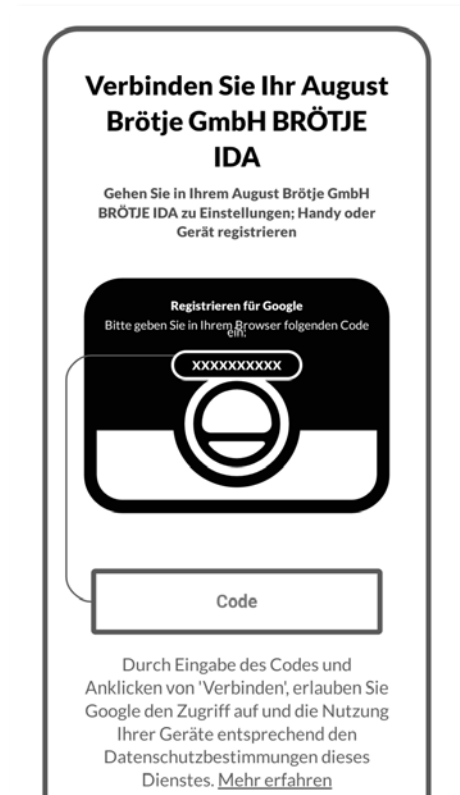 Verbinden Sie Ihr August
Brötje GmbH BRÖTJE
IDA
Gehen Sie in Ihrem August Brötje GmbH
BRÖTJE IDA zu Einstellungen; Handy oder
Gerät registrieren
Registrieren für Google
Bitte geben Sie in Ihrem Browser folgenden Code
ein:
XXXXXXXXXX
Code
Durch Eingabe des Codes und
Anklicken von 'Verbinden', erlauben Sie
Google den Zugriff auf und die Nutzung
Ihrer Geräte entsprechend den
Datenschutzbestimmungen dieses
Dienstes. Mehr erfahren